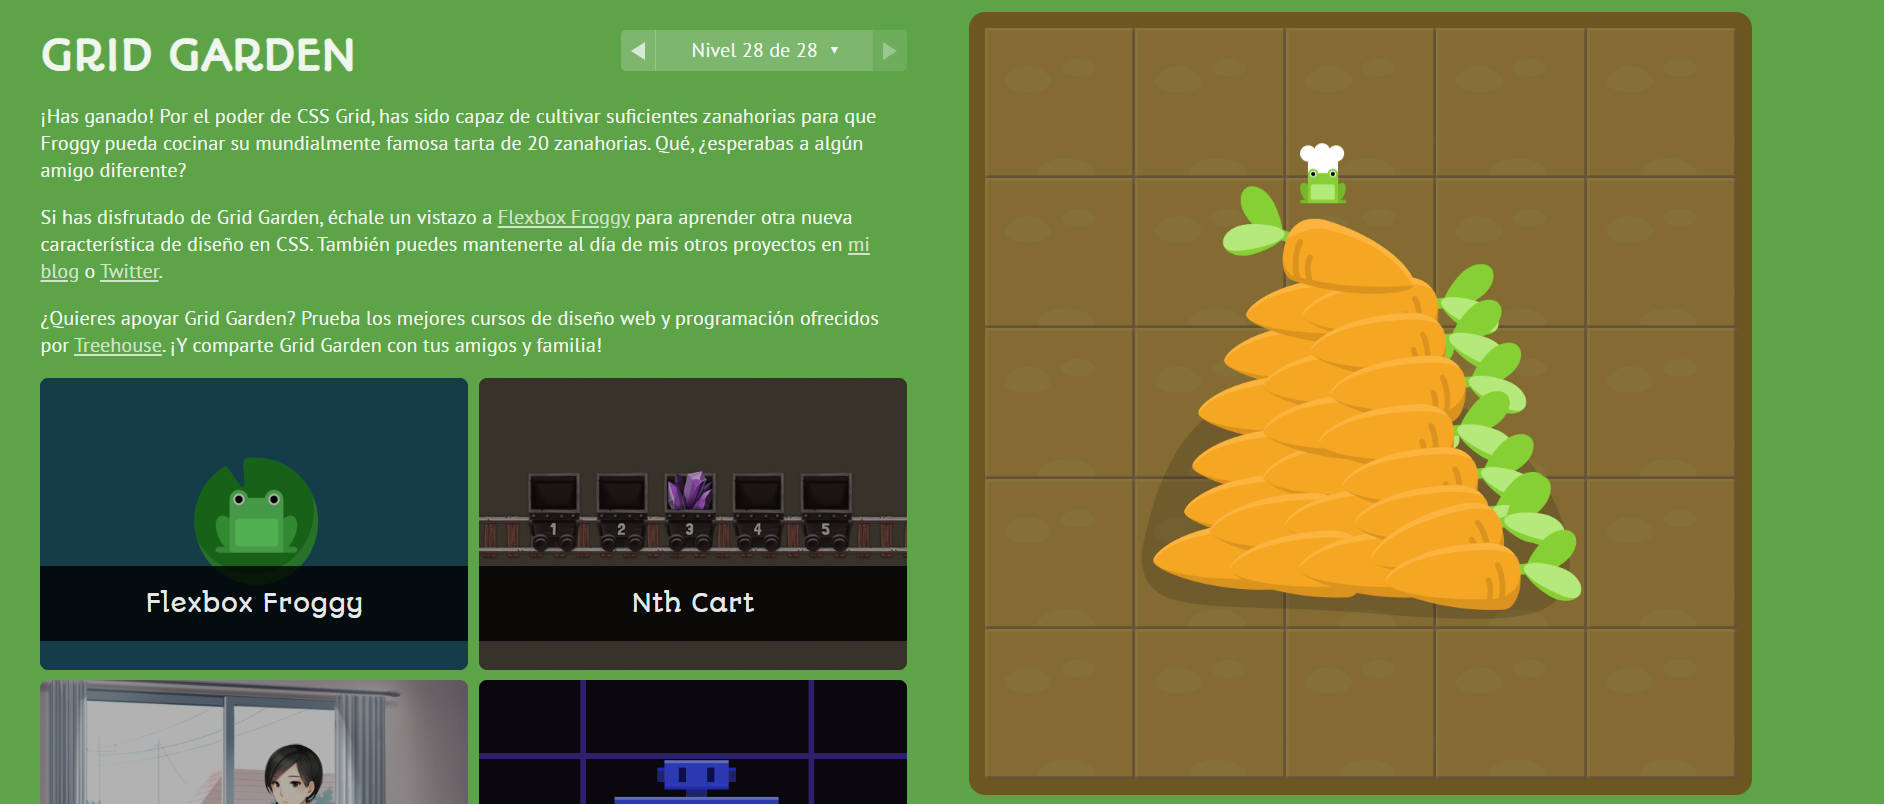 GRID GARDEN
Nivel 28 de 28
¡Has ganado! Por el poder de CSS Grid, has sido capaz de cultivar suficientes zanahorias para que
Froggy pueda cocinar su mundialmente famosa tarta de 20 zanahorias. Qué, ¿esperabas a algún
amigo diferente?
Si has disfrutado de Grid Garden, échale un vistazo a Flexbox Froggy para aprender otra nueva
característica de diseño en CSS. También puedes mantenerte al día de mis otros proyectos en mi
blog o Twitter.
¿Quieres apoyar Grid Garden? Prueba los mejores cursos de diseño web y programación ofrecidos
por Treehouse. ¡Y comparte Grid Garden con tus amigos y familia!
1 2 3 4 5
Flexbox Froggy
Nth Cart